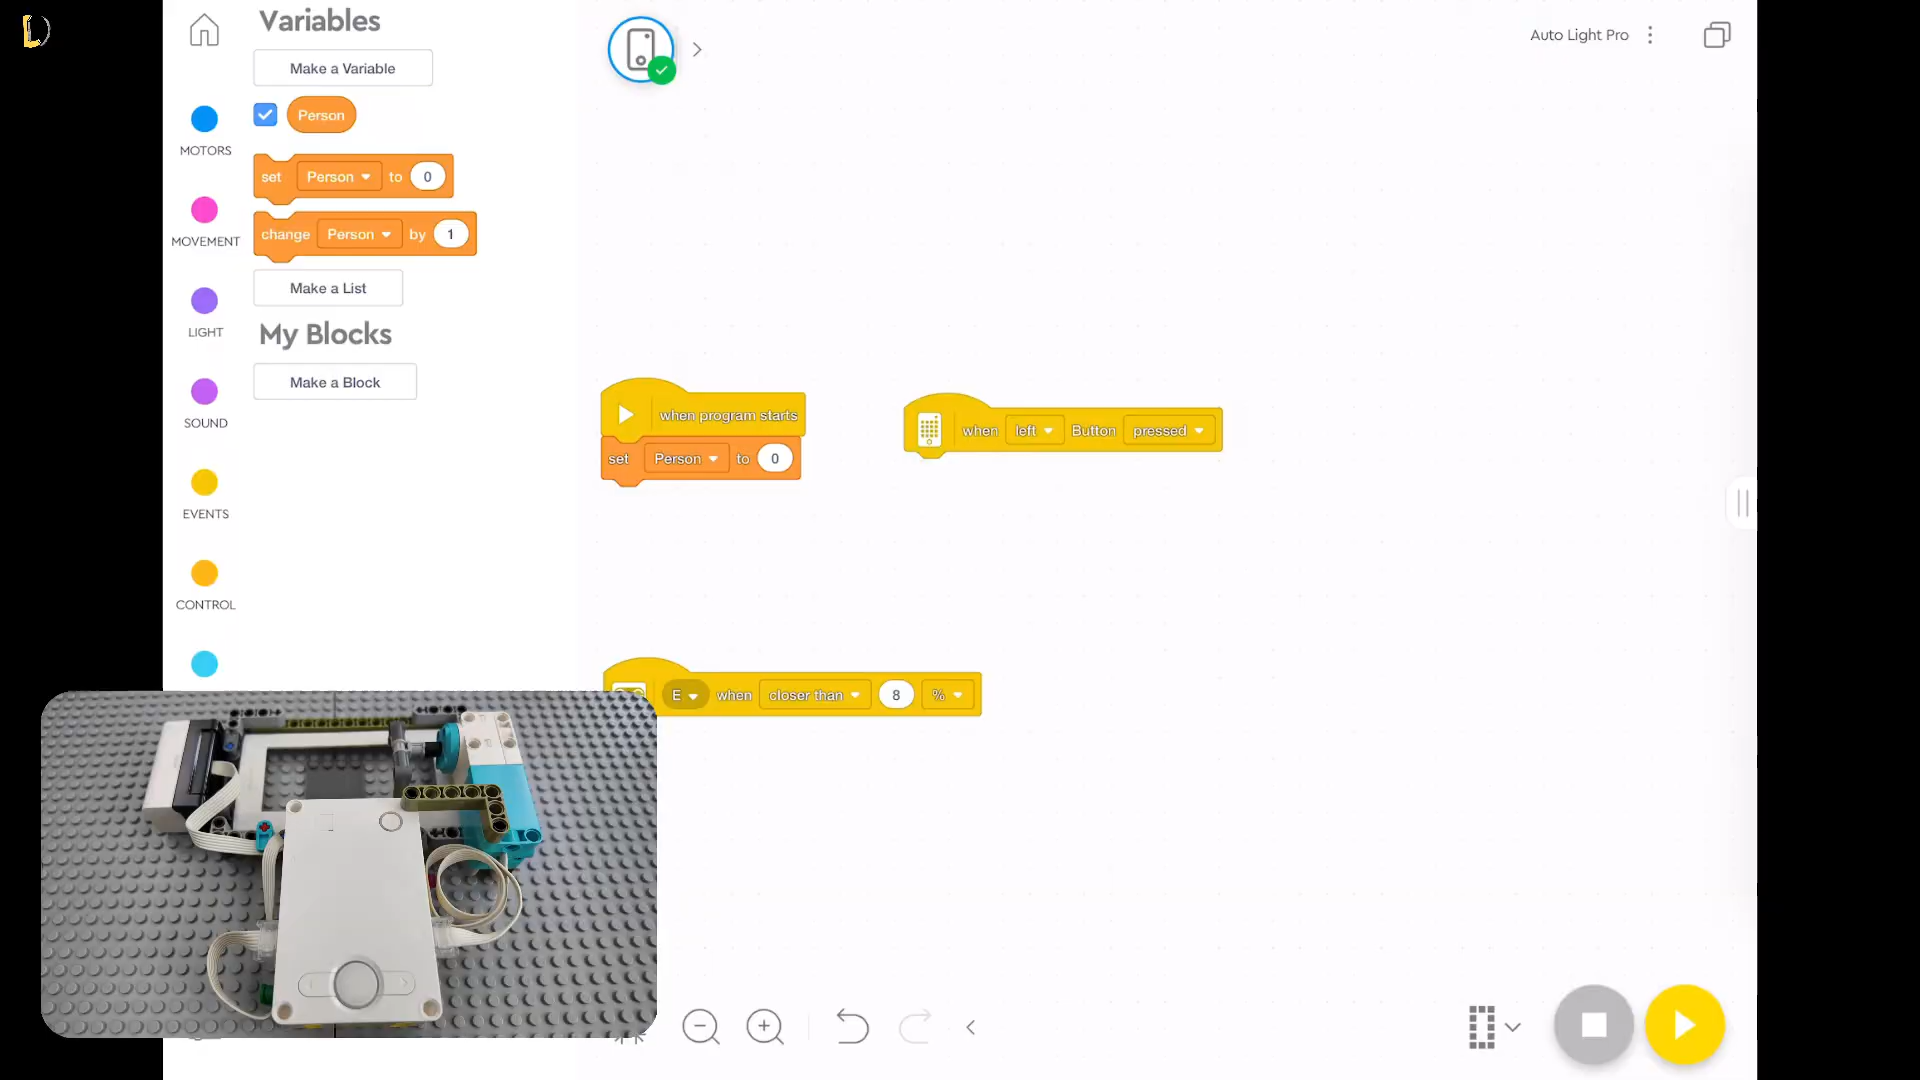 Variables
Make a Variable
Person
set Person to 0
change Person by 1
Make a List
My Blocks
Make a Block
MOTORS
MOVEMENT
LIGHT
SOUND
EVENTS
CONTROL
Auto Light Pro
when program starts
set Person to 0
when left Button pressed
E when closer than 8 %